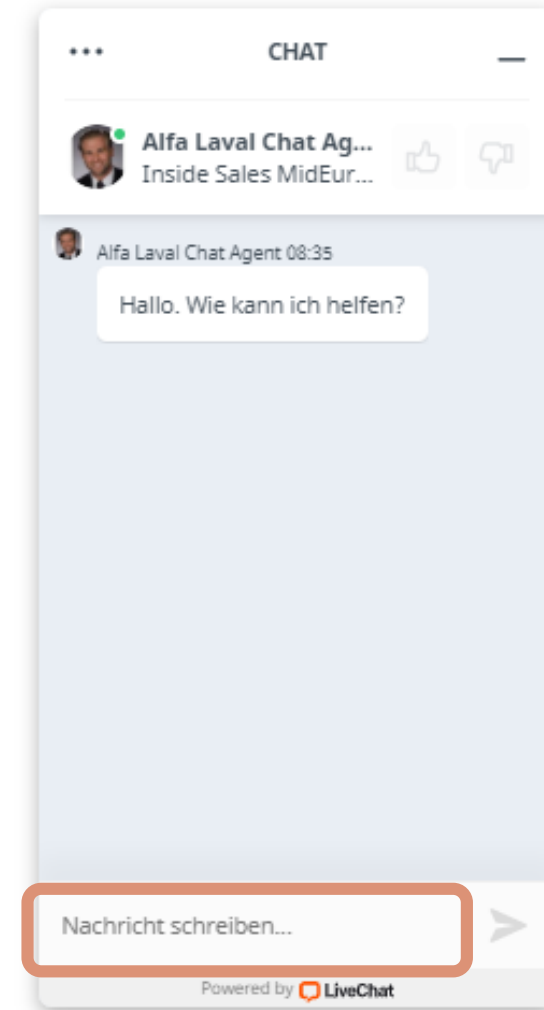 CHAT
Alfa Laval Chat Ag...
Inside Sales MidEur...
Alfa Laval Chat Agent 08:35
Hallo. Wie kann ich helfen?
Nachricht schreiben...
Powered by LiveChat